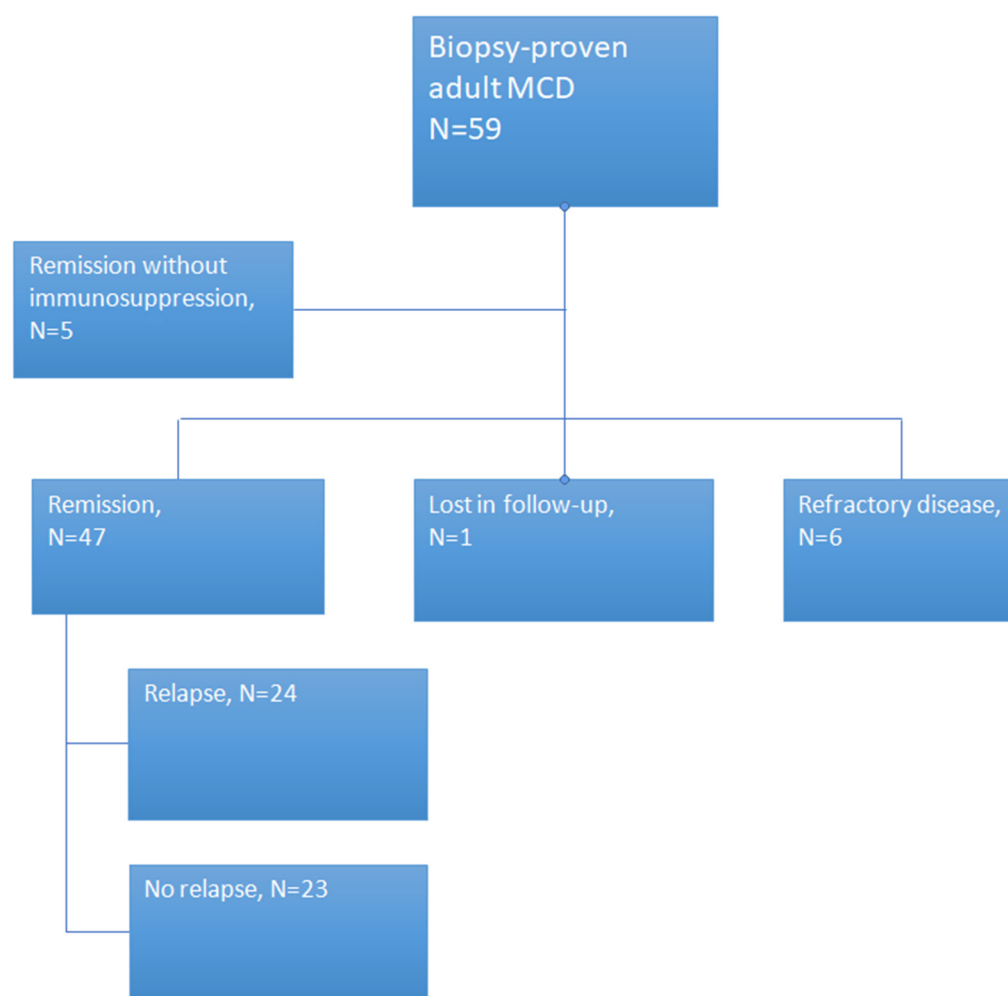 Biopsy-proven
adult MCD
N=59
Remission without
immunosuppression,
N=5
Remission,
N=47
Lost in follow-up,
N=1
Refractory disease,
N=6
Relapse, N=24
No relapse, N=23